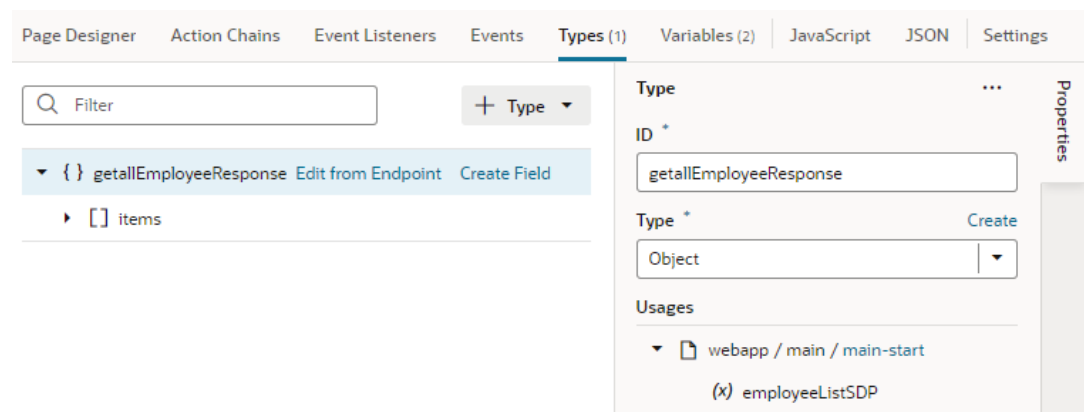 Page Designer Action Chains Event Listeners Events Types (1) Variables (2) JavaScript JSON Settings
Filter
+ Type
{ } getallEmployeeResponse Edit from Endpoint Create Field
[] items
Type ...
ID *
getallEmployeeResponse
Type * Create
Object
Usages
webapp / main / main-start
(x) employeeListSDP
Properties